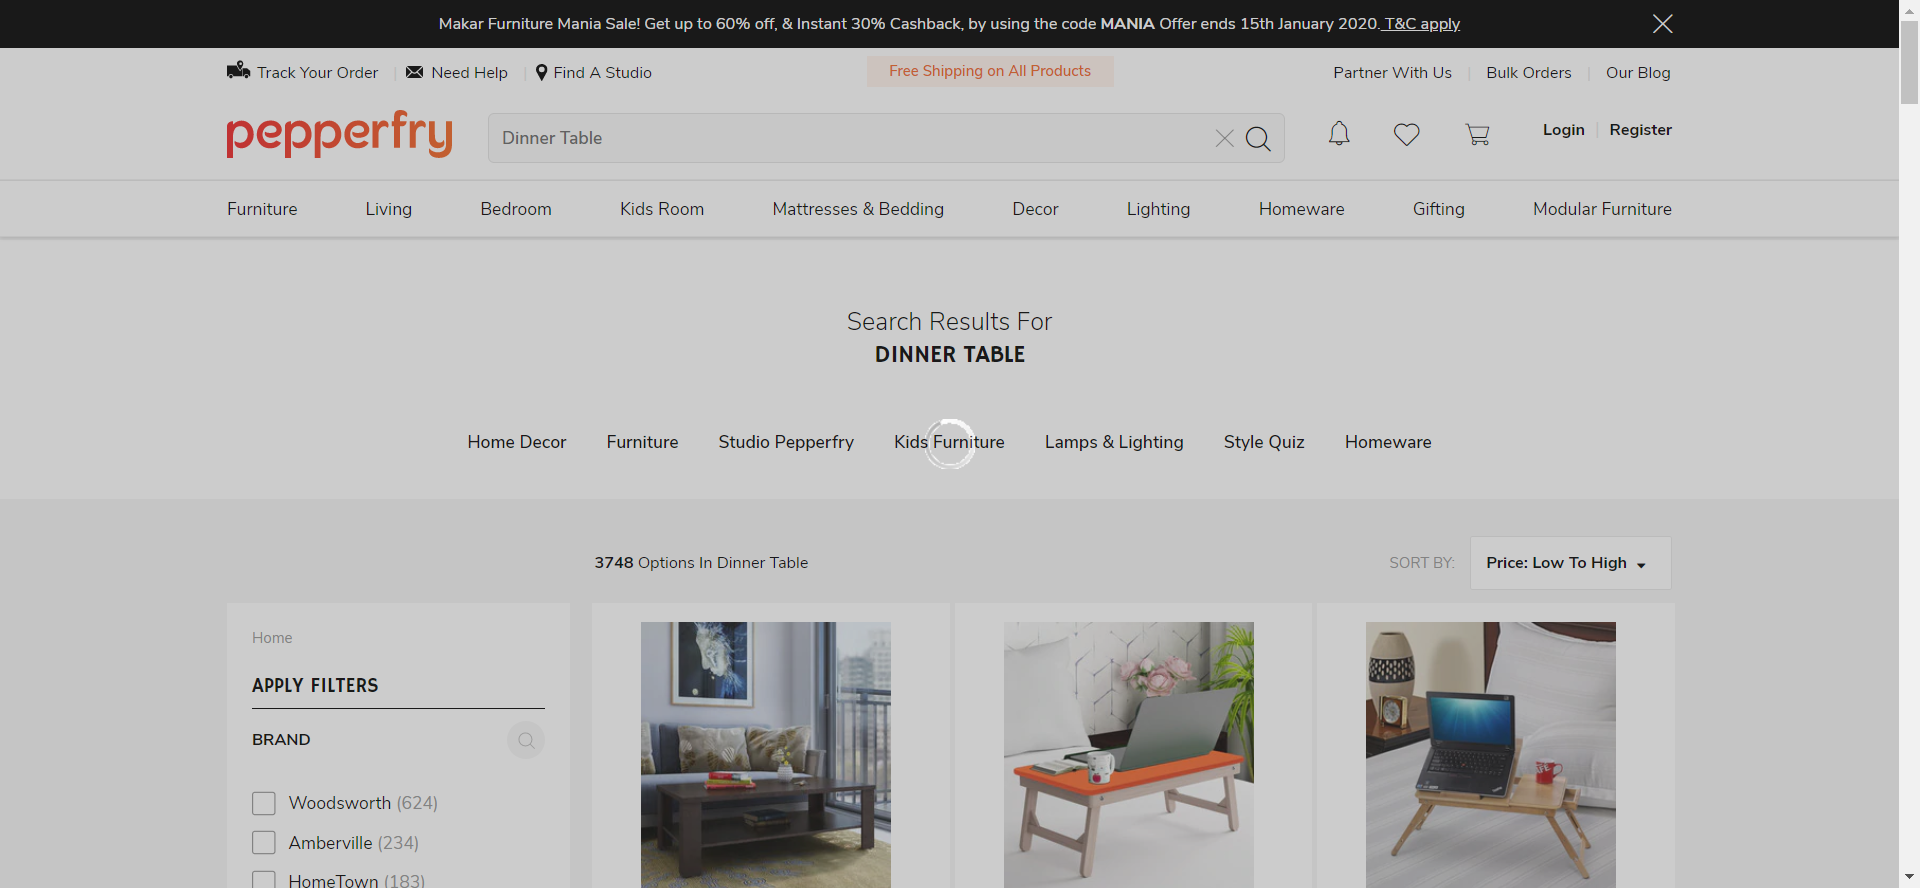 Makar Furniture Mania Sale! Get up to 60% off, & Instant 30% Cashback, by using the code MANIA Offer ends 15th January 2020. T&C apply
Track Your Order
Need Help
Find A Studio
Free Shipping on All Products
Partner With Us
Bulk Orders
Our Blog
pepperfry
Dinner Table
Login
Register
Furniture
Living
Bedroom
Kids Room
Mattresses & Bedding
Decor
Lighting
Homeware
Gifting
Modular Furniture
Search Results For
DINNER TABLE
Home Decor
Furniture
Studio Pepperfry
Kids Furniture
Lamps & Lighting
Style Quiz
Homeware
3748 Options In Dinner Table
SORT BY:
Price: Low To High
Home
APPLY FILTERS
BRAND
Woodsworth (624)
Amberville (234)
HomeTown (183)